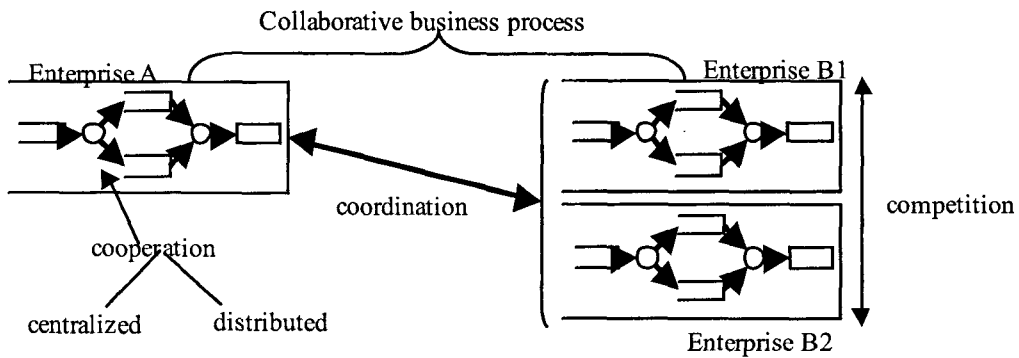 Collaborative business process
Enterprise A
Enterprise B1
coordination
competition
cooperation
centralized
distributed
Enterprise B2